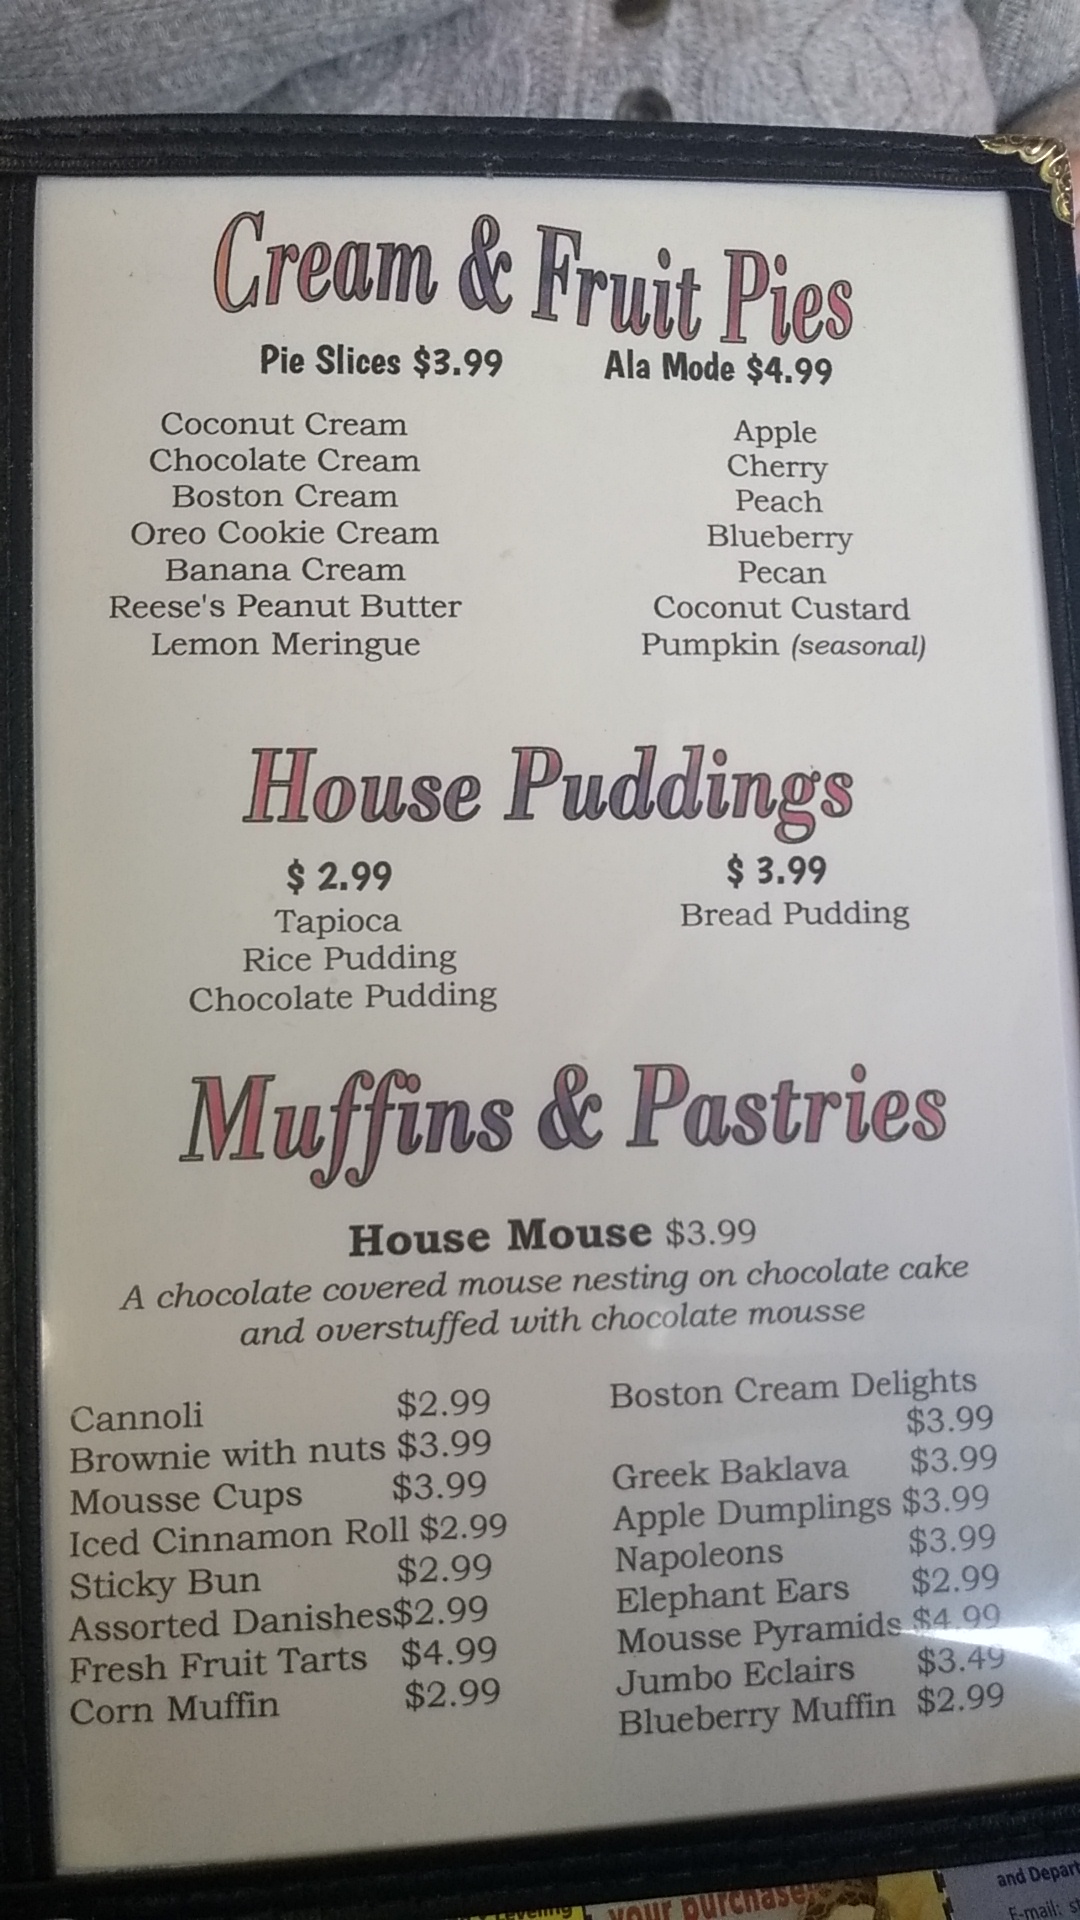 Cream & Fruit Pies
Pie Slices $3.99 Ala Mode $4.99
Coconut Cream
Chocolate Cream
Boston Cream
Oreo Cookie Cream
Banana Cream
Reese's Peanut Butter
Lemon Meringue
Apple
Cherry
Peach
Blueberry
Pecan
Coconut Custard
Pumpkin (seasonal)
House Puddings
$ 2.99
Tapioca
Rice Pudding
Chocolate Pudding
$ 3.99
Bread Pudding
Muffins & Pastries
House Mouse $3.99
A chocolate covered mouse nesting on chocolate cake
and overstuffed with chocolate mousse
Cannoli $2.99
Brownie with nuts $3.99
Mousse Cups $3.99
Iced Cinnamon Roll $2.99
Sticky Bun $2.99
Assorted Danishes $2.99
Fresh Fruit Tarts $4.99
Corn Muffin $2.99
Boston Cream Delights
$3.99
Greek Baklava $3.99
Apple Dumplings $3.99
Napoleons $3.99
Elephant Ears $2.99
Mousse Pyramids $4.99
Jumbo Eclairs $3.49
Blueberry Muffin $2.99
your purchase!
and Depart
E-mail: